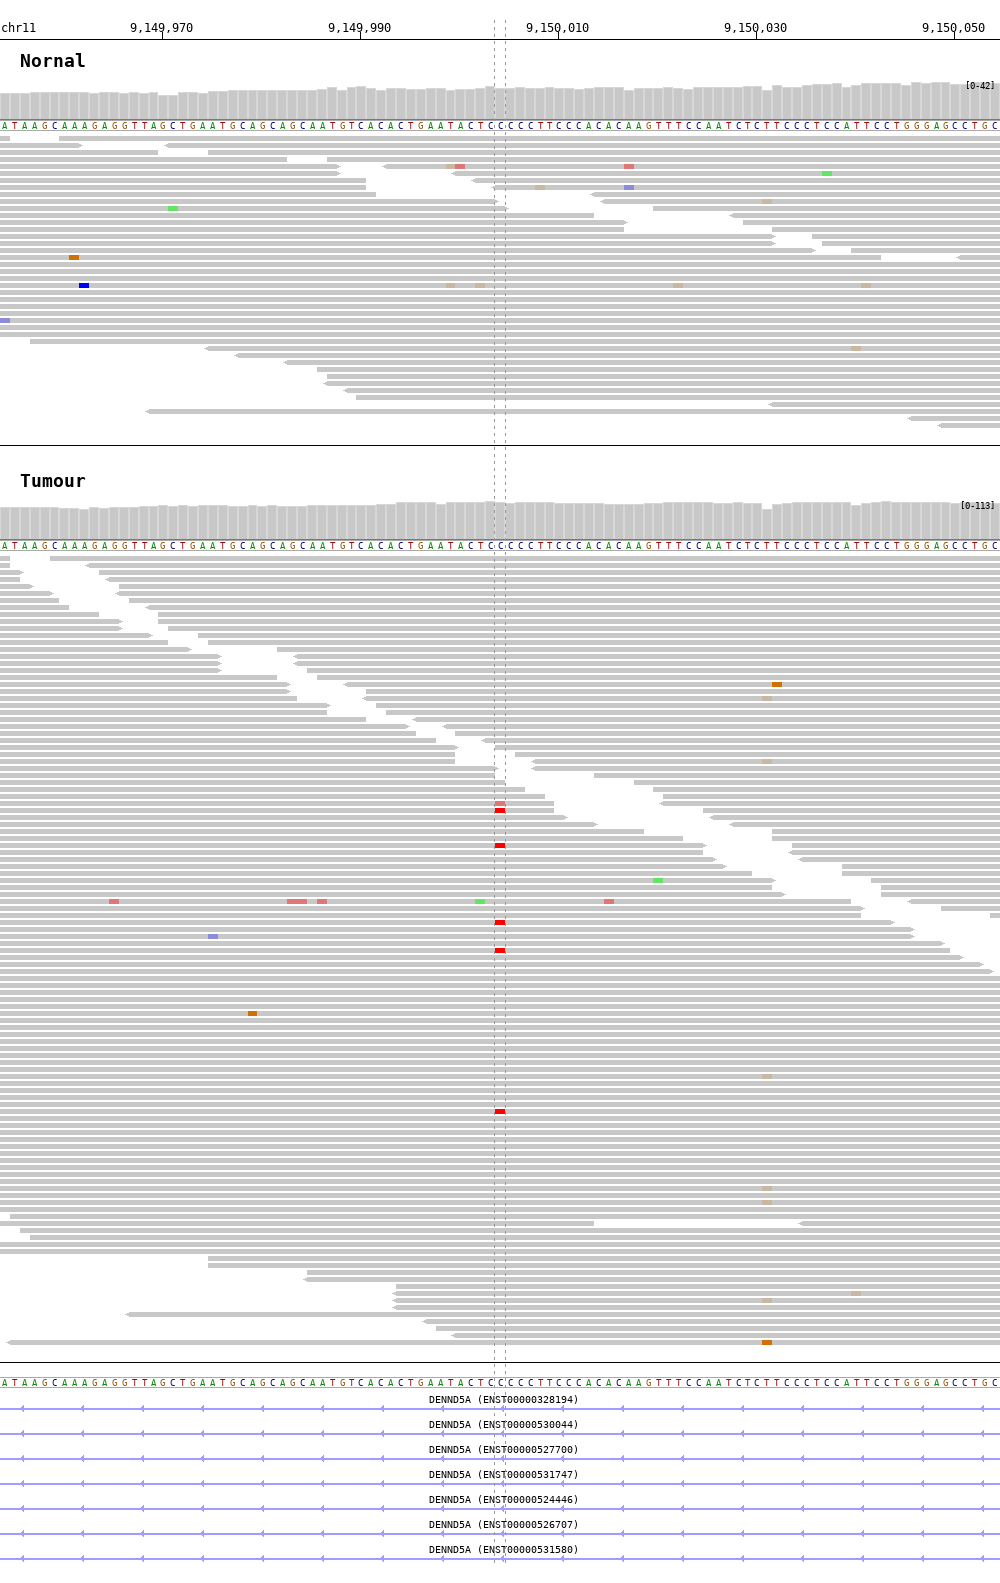 chr11 9,149,970 9,149,990 9,150,010 9,150,030 9,150,050
Nornal
[0-42]
ATAAGCAAAGAGGTTAGCTGAATGCAGCAGCAATGTCACACTGAATACTCCCCCTTCCCACACAAGTTTCCAATCTCTTCCCTCCATTCCTGGGAGCCTGC
Tumour
[0-113]
ATAAGCAAAGAGGTTAGCTGAATGCAGCAGCAATGTCACACTGAATACTCCCCCTTCCCACACAAGTTTCCAATCTCTTCCCTCCATTCCTGGGAGCCTGC
ATAAGCAAAGAGGTTAGCTGAATGCAGCAGCAATGTCACACTGAATACTCCCCCTTCCCACACAAGTTTCCAATCTCTTCCCTCCATTCCTGGGAGCCTGC
DENND5A (ENST00000328194)
DENND5A (ENST00000530044)
DENND5A (ENST00000527700)
DENND5A (ENST00000531747)
DENND5A (ENST00000524446)
DENND5A (ENST00000526707)
DENND5A (ENST00000531580)